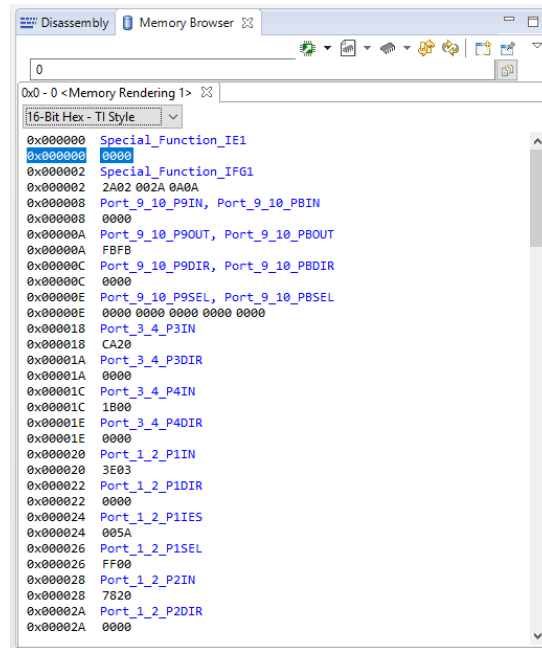 Disassembly Memory Browser
0
0x0 - 0 <Memory Rendering 1>
16-Bit Hex - TI Style
0x000000 Special_Function_IE1
0x000000 0000
0x000002 Special_Function_IFG1
0x000002 2A02 002A 0A0A
0x000008 Port_9_10_P9IN, Port_9_10_PBIN
0x000008 0000
0x00000A Port_9_10_P9OUT, Port_9_10_PBOUT
0x00000A FBFB
0x00000C Port_9_10_P9DIR, Port_9_10_PBDIR
0x00000C 0000
0x00000E Port_9_10_P9SEL, Port_9_10_PBSEL
0x00000E 0000 0000 0000 0000 0000
0x000018 Port_3_4_P3IN
0x000018 CA20
0x00001A Port_3_4_P3DIR
0x00001A 0000
0x00001C Port_3_4_P4IN
0x00001C 1B00
0x00001E Port_3_4_P4DIR
0x00001E 0000
0x000020 Port_1_2_P1IN
0x000020 3E03
0x000022 Port_1_2_P1DIR
0x000022 0000
0x000024 Port_1_2_P1IES
0x000024 005A
0x000026 Port_1_2_P1SEL
0x000026 FF00
0x000028 Port_1_2_P2IN
0x000028 7820
0x00002A Port_1_2_P2DIR
0x00002A 0000